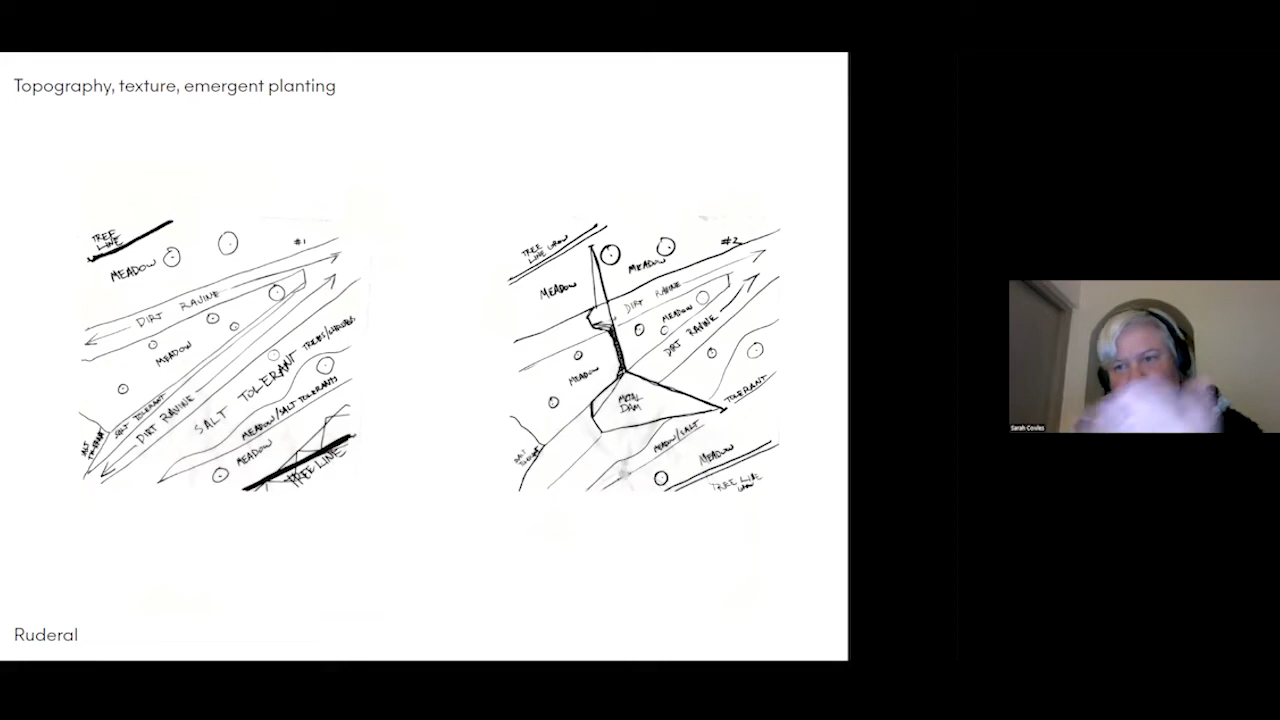 Topography, texture, emergent planting
TREE
LINE
MEADOW
#1
DIRT RAVINE
MEADOW
SALT TOLERANT TREES/SHRUBS
SALT TOLERANT
DIRT RAVINE
MEADOW/SALT TOLERANTS
MEADOW
TREE LINE
TREE
LINE
#2
MEADOW
MEADOW
DIRT RAVINE
MEADOW
DIRT RAVINE
MEADOW
METAL
DAM
TOLERANT
MEADOW/SALT
MEADOW
TREE LINE
Ruderal
Sarah Cowles